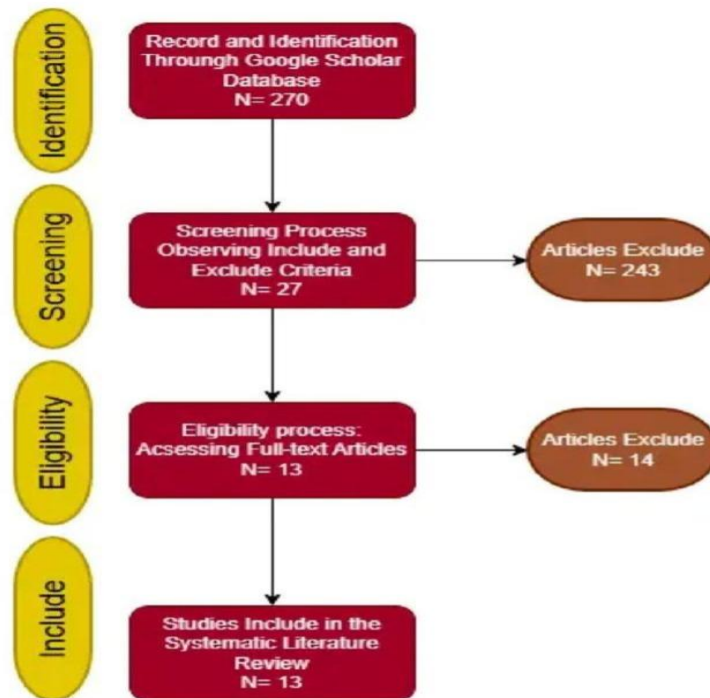 Identification
Record and Identification
Throungh Google Scholar
Database
N= 270
Screening
Screening Process
Observing Include and
Exclude Criteria
N= 27
Articles Exclude
N= 243
Eligibility
Eligibility process:
Acsessing Full-text Articles
N= 13
Articles Exclude
N= 14
Include
Studies Include in the
Systematic Literature
Review
N= 13